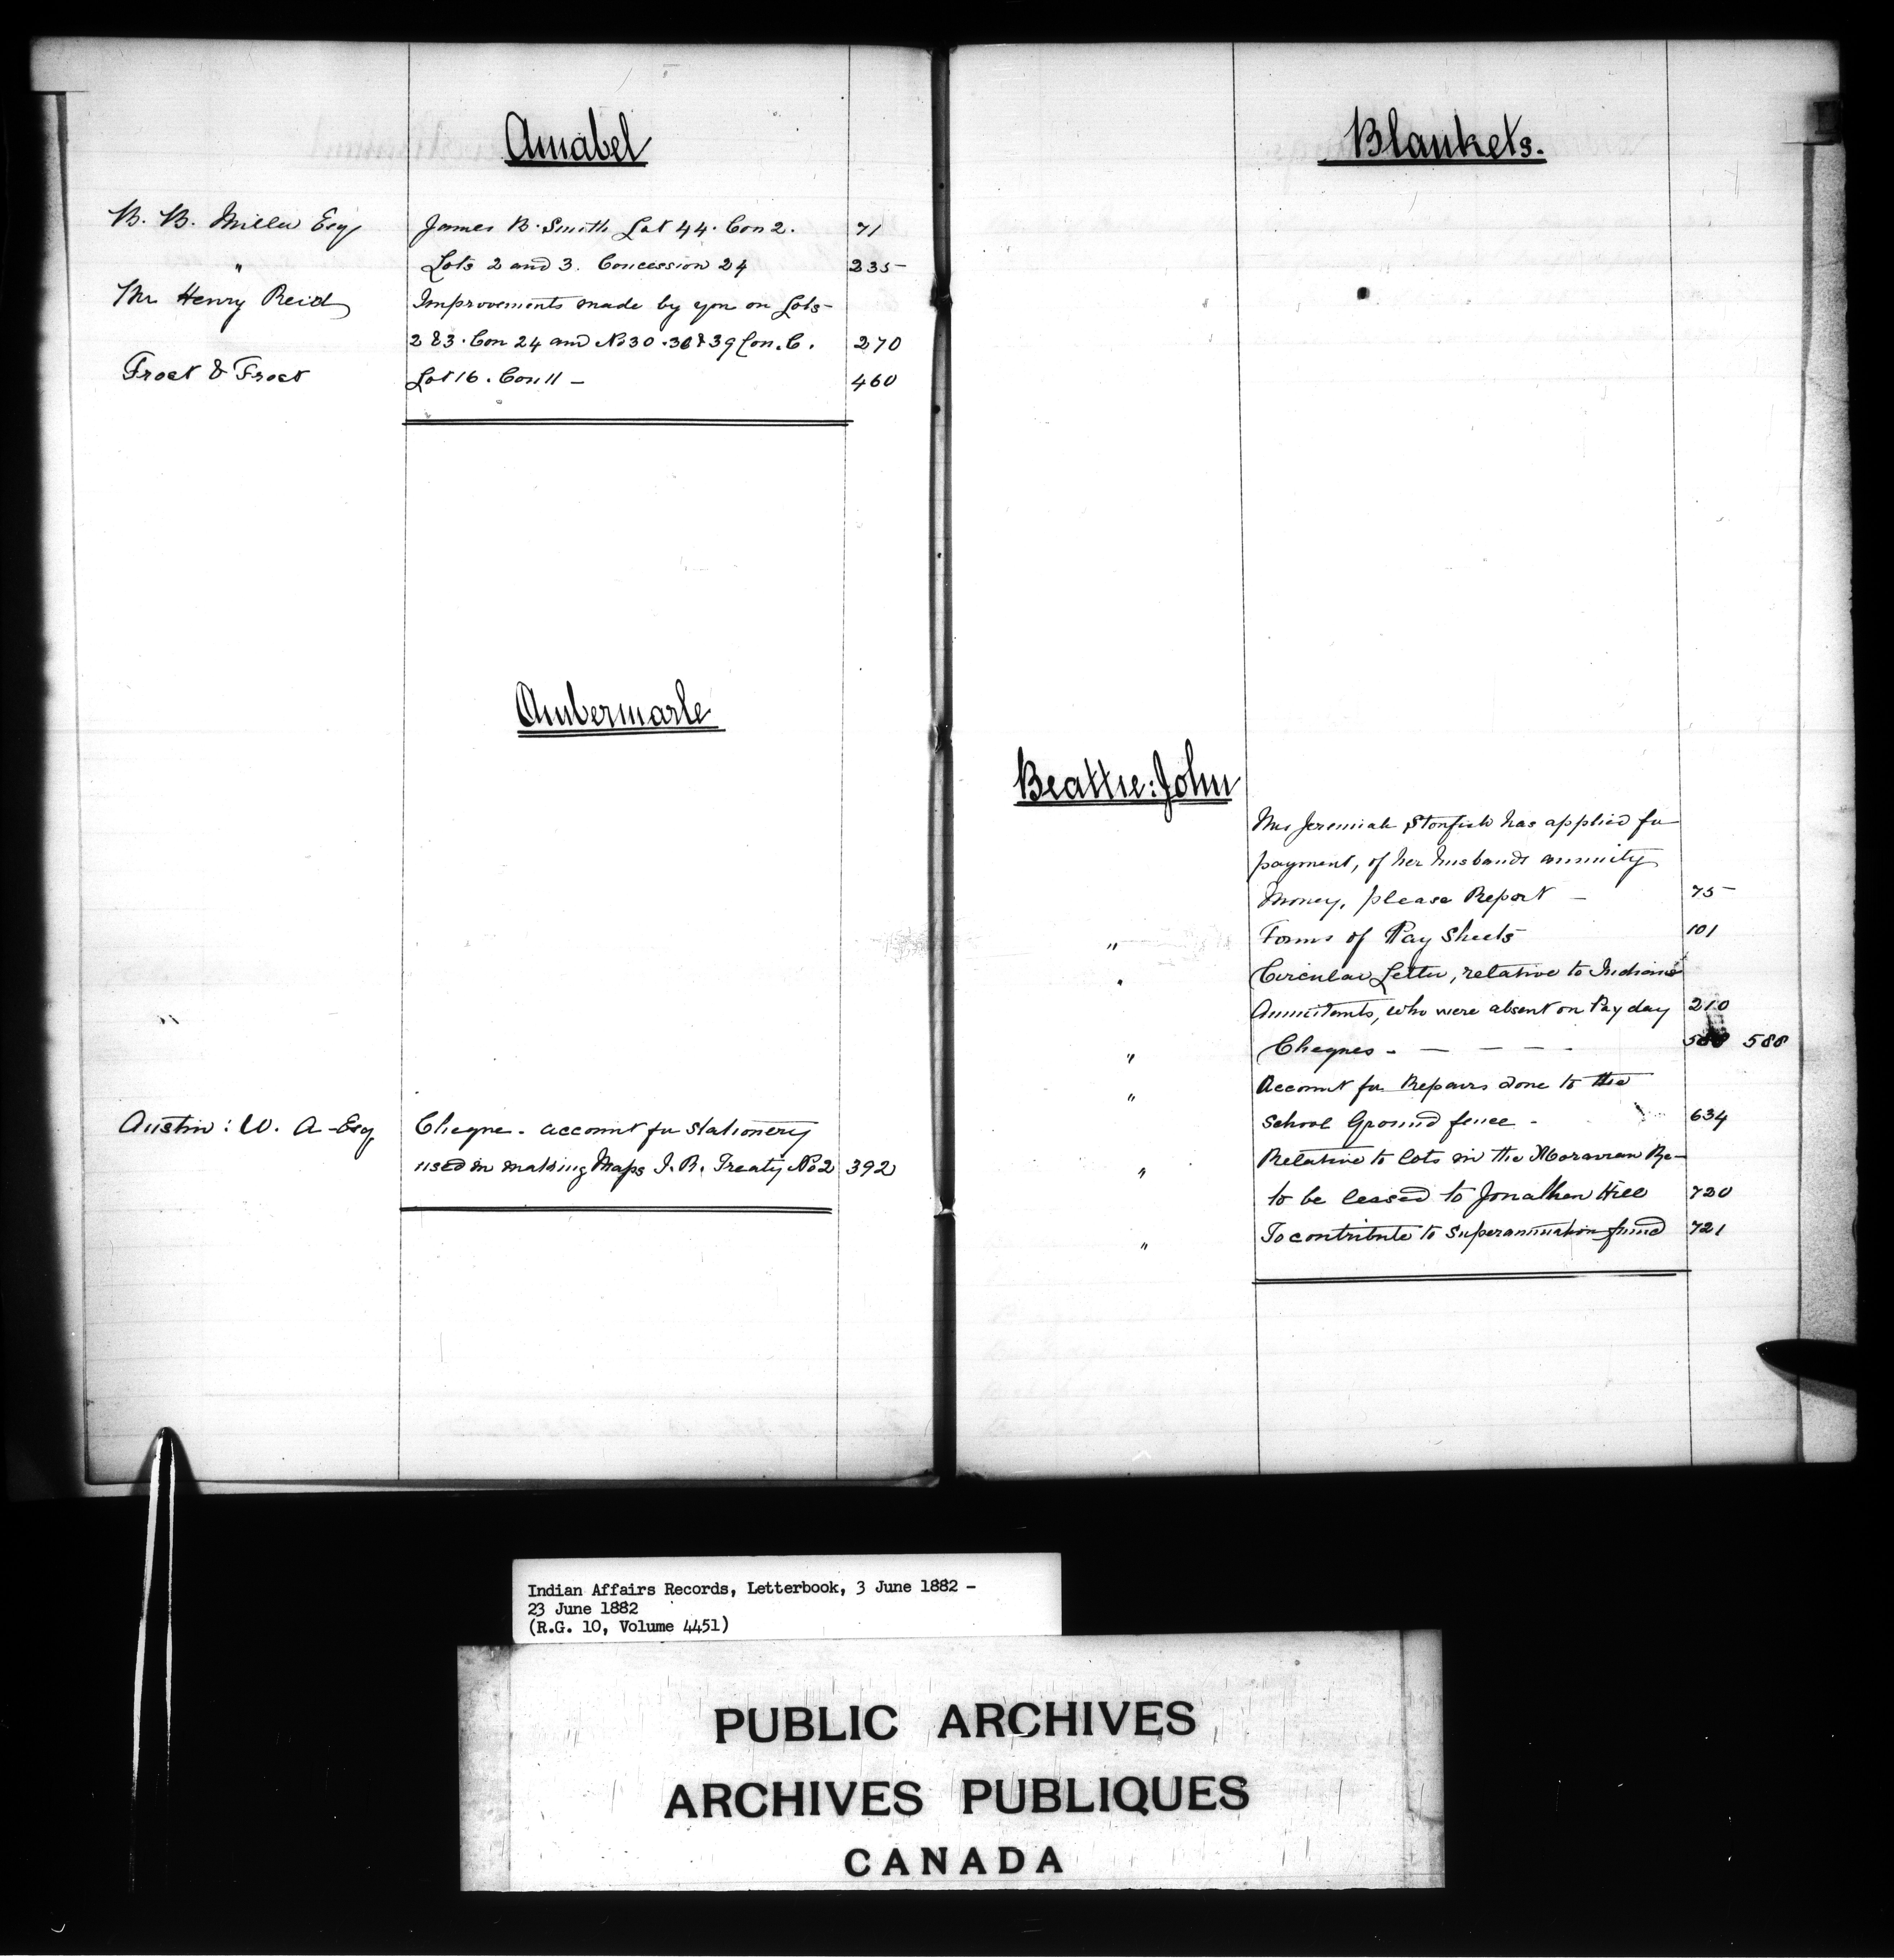 Amabel
B. B. Miller Esq James B. Smith Lot 44. Con 2. 71
" Lots 2 and 3. Concession 24 235
Mr Henry Reid Improvements made by you on Lots
2 & 3. Con 24 and No 30. 38 & 39 Con. C. 270
Frost & Frost Lot 16. Con 11 - 460
Ambermarle
Austin: W. A - Esq Cheque - account for Stationery
used in making Maps I. R. Treaty No 2 392
Blankets.
Beattie: John
Mrs Jeremiah Stonfish has applied for
payment, of her husbands annuity
Money, please Report - 75
" Forms of Pay Sheets 101
" Circular Letter, relative to Indians
Annuitants, who were absent on Pay day 210
" Cheques - — — — - 588 588
" Account for Repairs done to the
School Ground fence - 634
" Relative to lots in the Moravian Re-
to be leased to Jonathan Hill 720
" To contribute to Superannuation fund 721
Indian Affairs Records, Letterbook, 3 June 1882 -
23 June 1882
(R.G. 10, Volume 4451)
PUBLIC ARCHIVES
ARCHIVES PUBLIQUES
CANADA